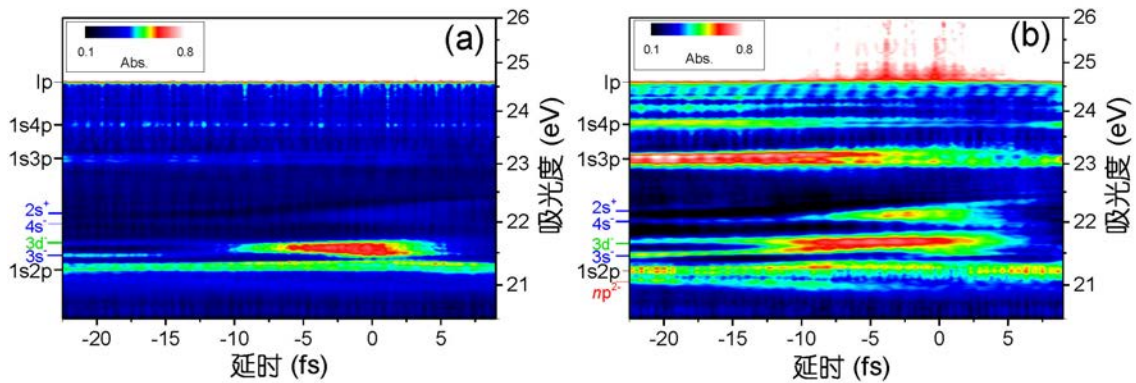 (a)
0.1 0.8
Abs.
Ip
1s4p
1s3p
2s⁺
4s⁻
3d⁻
3s⁻
1s2p
26
25
24
23
22
21
吸光度 (eV)
-20 -15 -10 -5 0 5
延时 (fs)
(b)
0.1 0.8
Abs.
Ip
1s4p
1s3p
2s⁺
4s⁻
3d⁻
3s⁻
1s2p
np²⁻
26
25
24
23
22
21
吸光度 (eV)
-20 -15 -10 -5 0 5
延时 (fs)